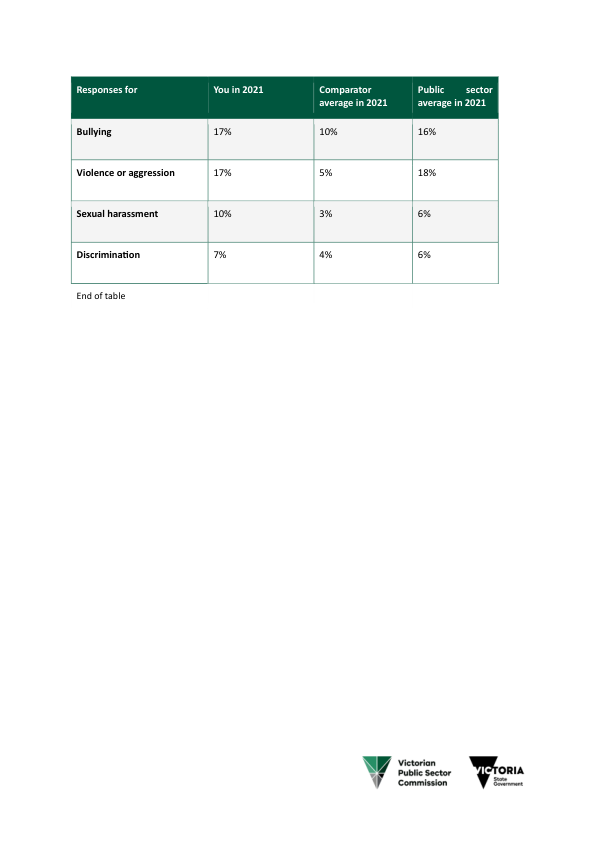 Responses for You in 2021 Comparator average in 2021 Public sector average in 2021
Bullying 17% 10% 16%
Violence or aggression 17% 5% 18%
Sexual harassment 10% 3% 6%
Discrimination 7% 4% 6%
End of table
Victorian
Public Sector
Commission
VICTORIA
State
Government